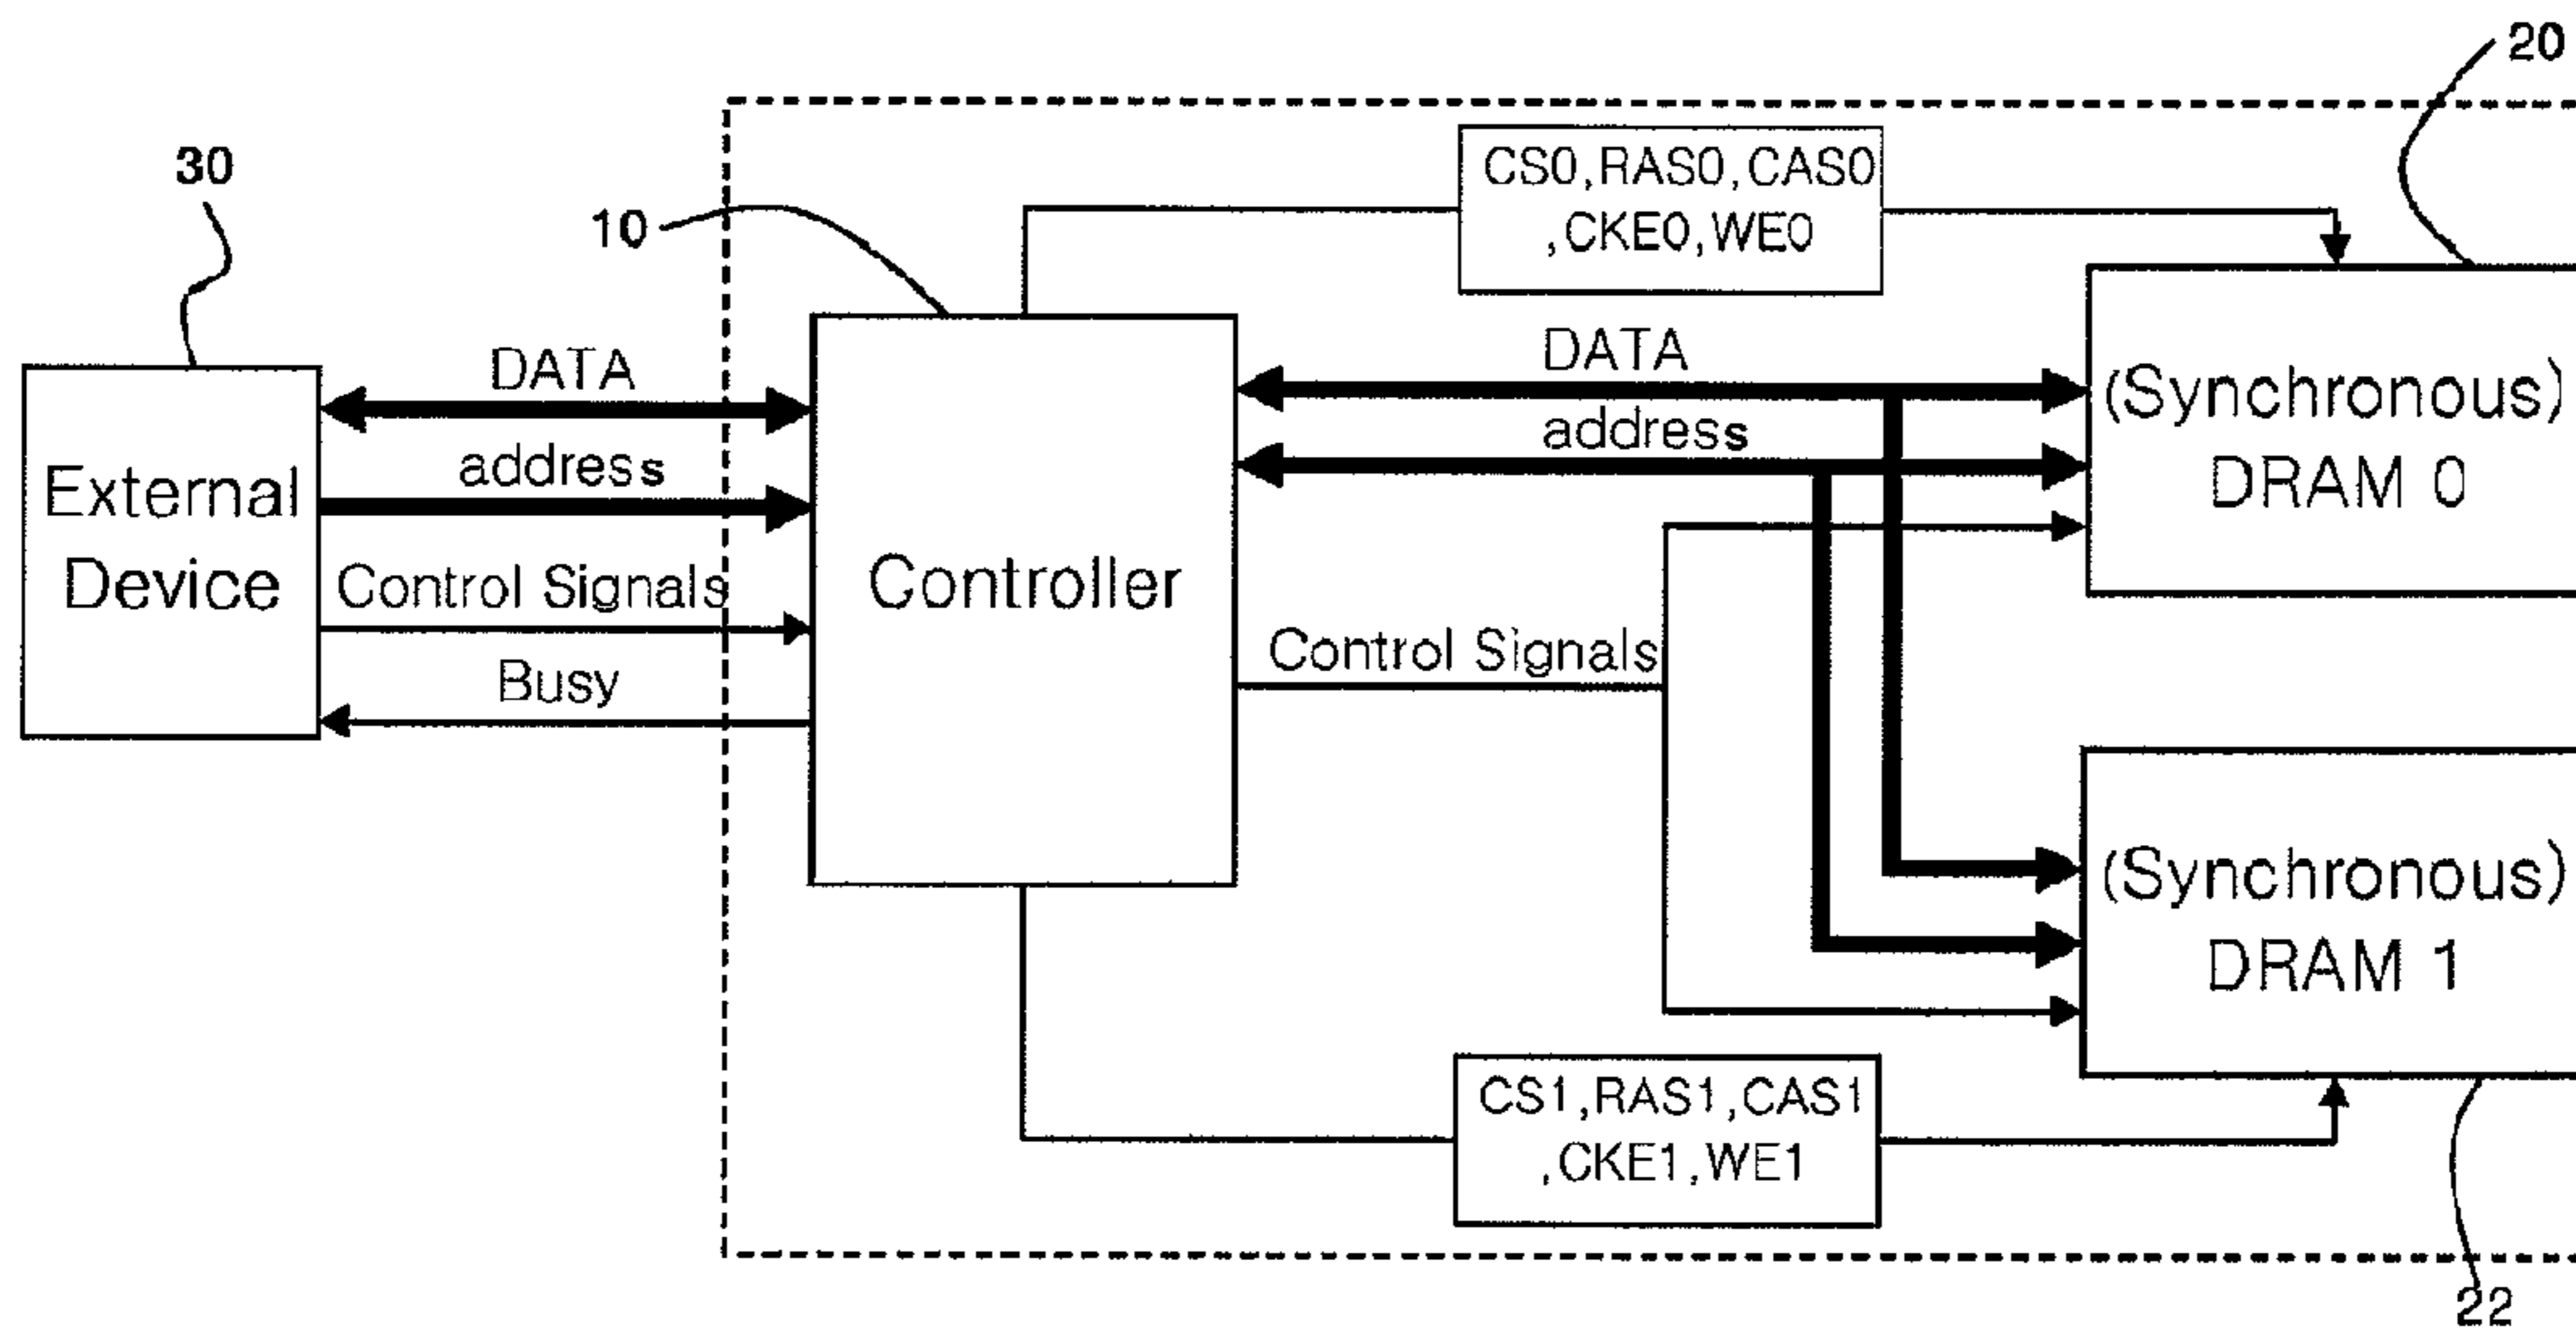 20
30
10
CS0,RAS0,CAS0
,CKE0,WE0
DATA
address
Control Signals
Busy
External
Device
Controller
DATA
address
Control Signals
(Synchronous)
DRAM 0
(Synchronous)
DRAM 1
CS1,RAS1,CAS1
,CKE1,WE1
22